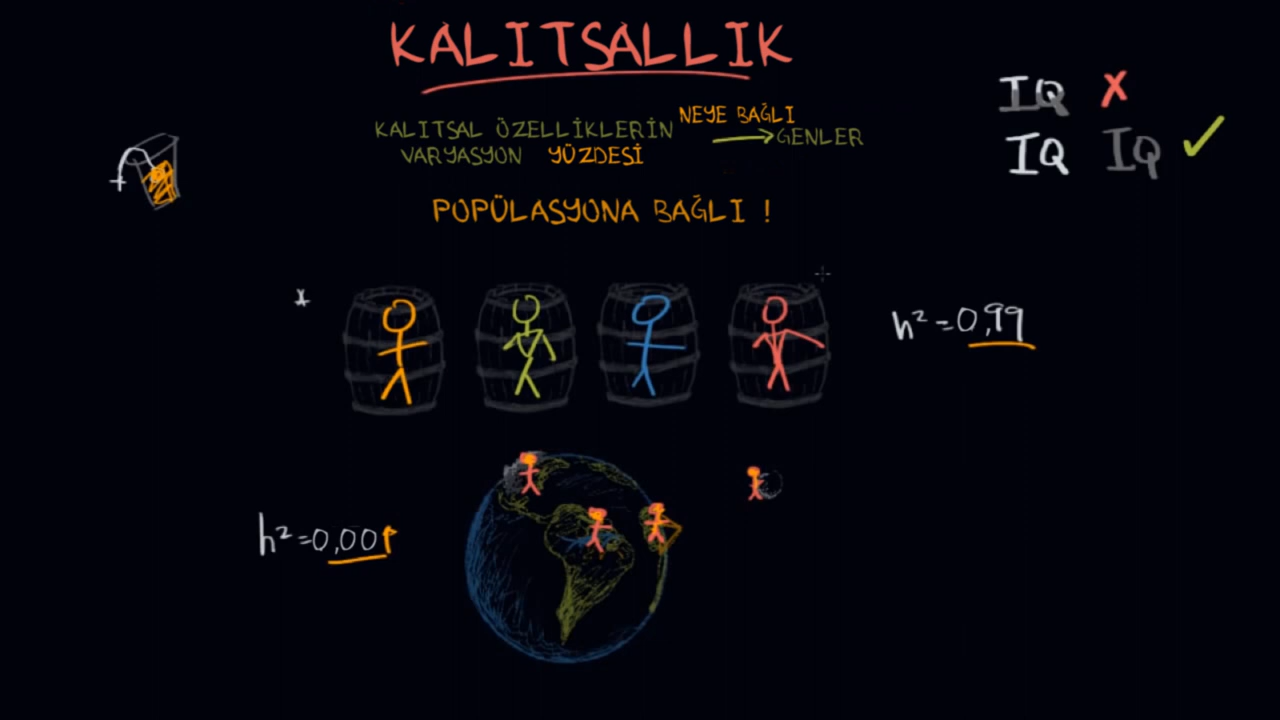 KALITSALLIK
KALITSAL ÖZELLİKLERİN NEYE BAĞLI → GENLER
VARYASYON YÜZDESİ
POPÜLASYONA BAĞLI !
IQ X
IQ IQ ✓
h² = 0,99
h² = 0,001